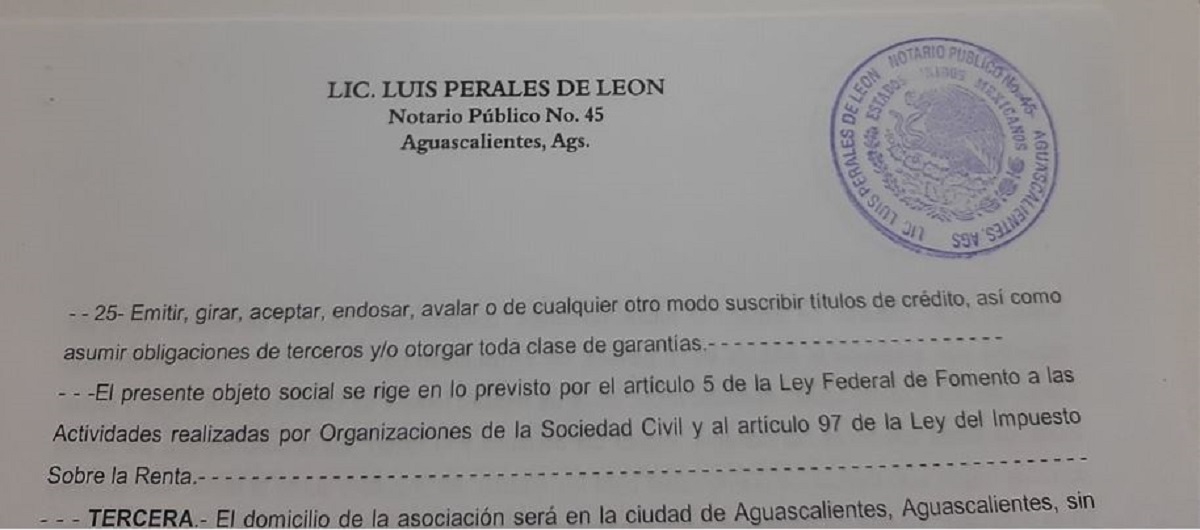 LIC. LUIS PERALES DE LEON
Notario Público No. 45
Aguascalientes, Ags.
LIC. LUIS PERALES DE LEON NOTARIO PUBLICO No. 45 AGUASCALIENTES, AGS
ESTADOS UNIDOS MEXICANOS
- - 25- Emitir, girar, aceptar, endosar, avalar o de cualquier otro modo suscribir títulos de crédito, así como
asumir obligaciones de terceros y/o otorgar toda clase de garantías.- - - - - - - - - - - - - - - - - - - - - - - -
- - -El presente objeto social se rige en lo previsto por el artículo 5 de la Ley Federal de Fomento a las
Actividades realizadas por Organizaciones de la Sociedad Civil y al artículo 97 de la Ley del Impuesto
Sobre la Renta.- - - - - - - - - - - - - - - - - - - - - - - - - - - - - - - - - - - - - - - - - - - - - - - - - - - - - - - - - - - - - - - - - -
- - - TERCERA.- El domicilio de la asociación será en la ciudad de Aguascalientes, Aguascalientes, sin